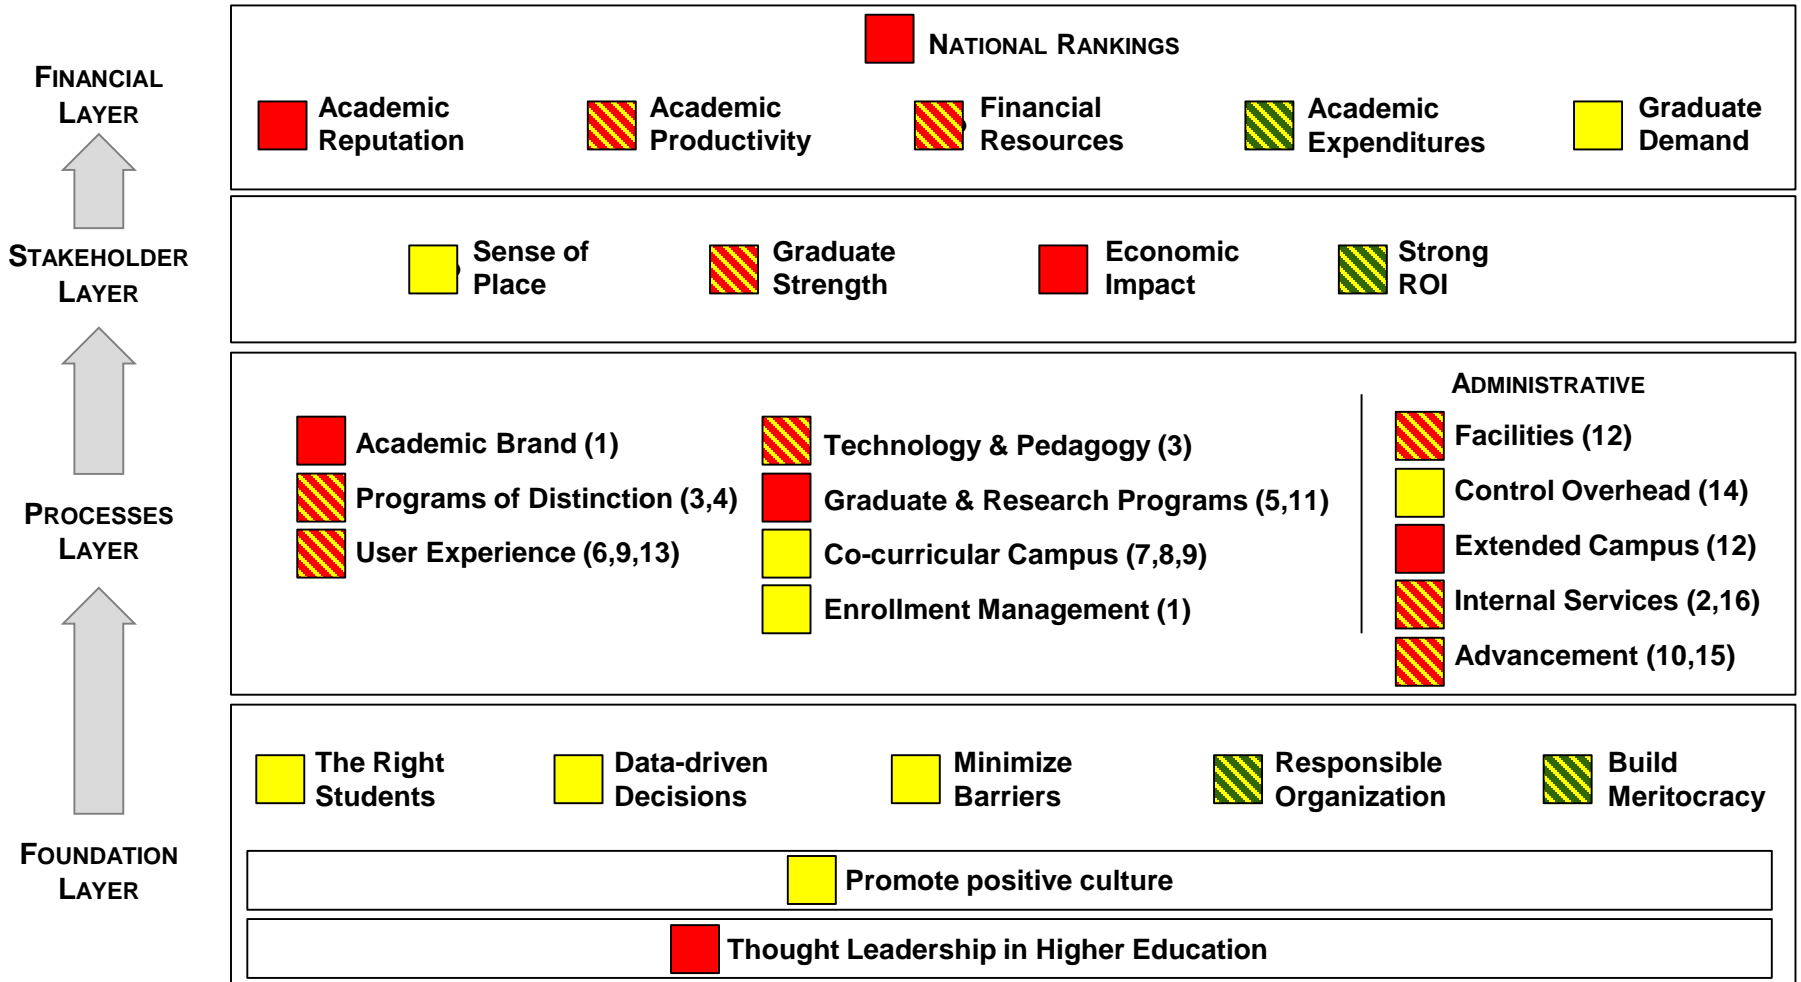 NATIONAL RANKINGS
FINANCIAL
LAYER
Academic
Reputation
Academic
Productivity
Financial
Resources
Academic
Expenditures
Graduate
Demand
STAKEHOLDER
LAYER
Sense of
Place
Graduate
Strength
Economic
Impact
Strong
ROI
PROCESSES
LAYER
Academic Brand (1)
Programs of Distinction (3,4)
User Experience (6,9,13)
Technology & Pedagogy (3)
Graduate & Research Programs (5,11)
Co-curricular Campus (7,8,9)
Enrollment Management (1)
ADMINISTRATIVE
Facilities (12)
Control Overhead (14)
Extended Campus (12)
Internal Services (2,16)
Advancement (10,15)
FOUNDATION
LAYER
The Right
Students
Data-driven
Decisions
Minimize
Barriers
Responsible
Organization
Build
Meritocracy
Promote positive culture
Thought Leadership in Higher Education